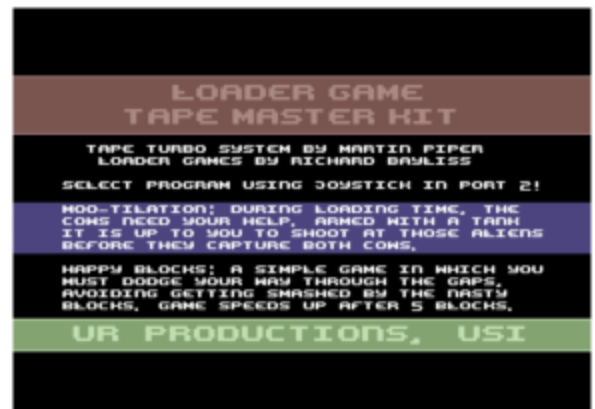 LOADER GAME
TAPE MASTER KIT
TAPE TURBO SYSTEM BY MARTIN PIPER
LOADER GAMES BY RICHARD BAYLISS
SELECT PROGRAM USING JOYSTICK IN PORT 2!
MOO-TILATION: DURING LOADING TIME, THE
COWS NEED YOUR HELP. ARMED WITH A TANK
IT IS UP TO YOU TO SHOOT AT THOSE ALIENS
BEFORE THEY CAPTURE BOTH COWS.
HAPPY BLOCKS: A SIMPLE GAME IN WHICH YOU
MUST DODGE YOUR WAY THROUGH THE GAPS,
AVOIDING GETTING SMASHED BY THE NASTY
BLOCKS. GAME SPEEDS UP AFTER 5 BLOCKS.
UR PRODUCTIONS, USI